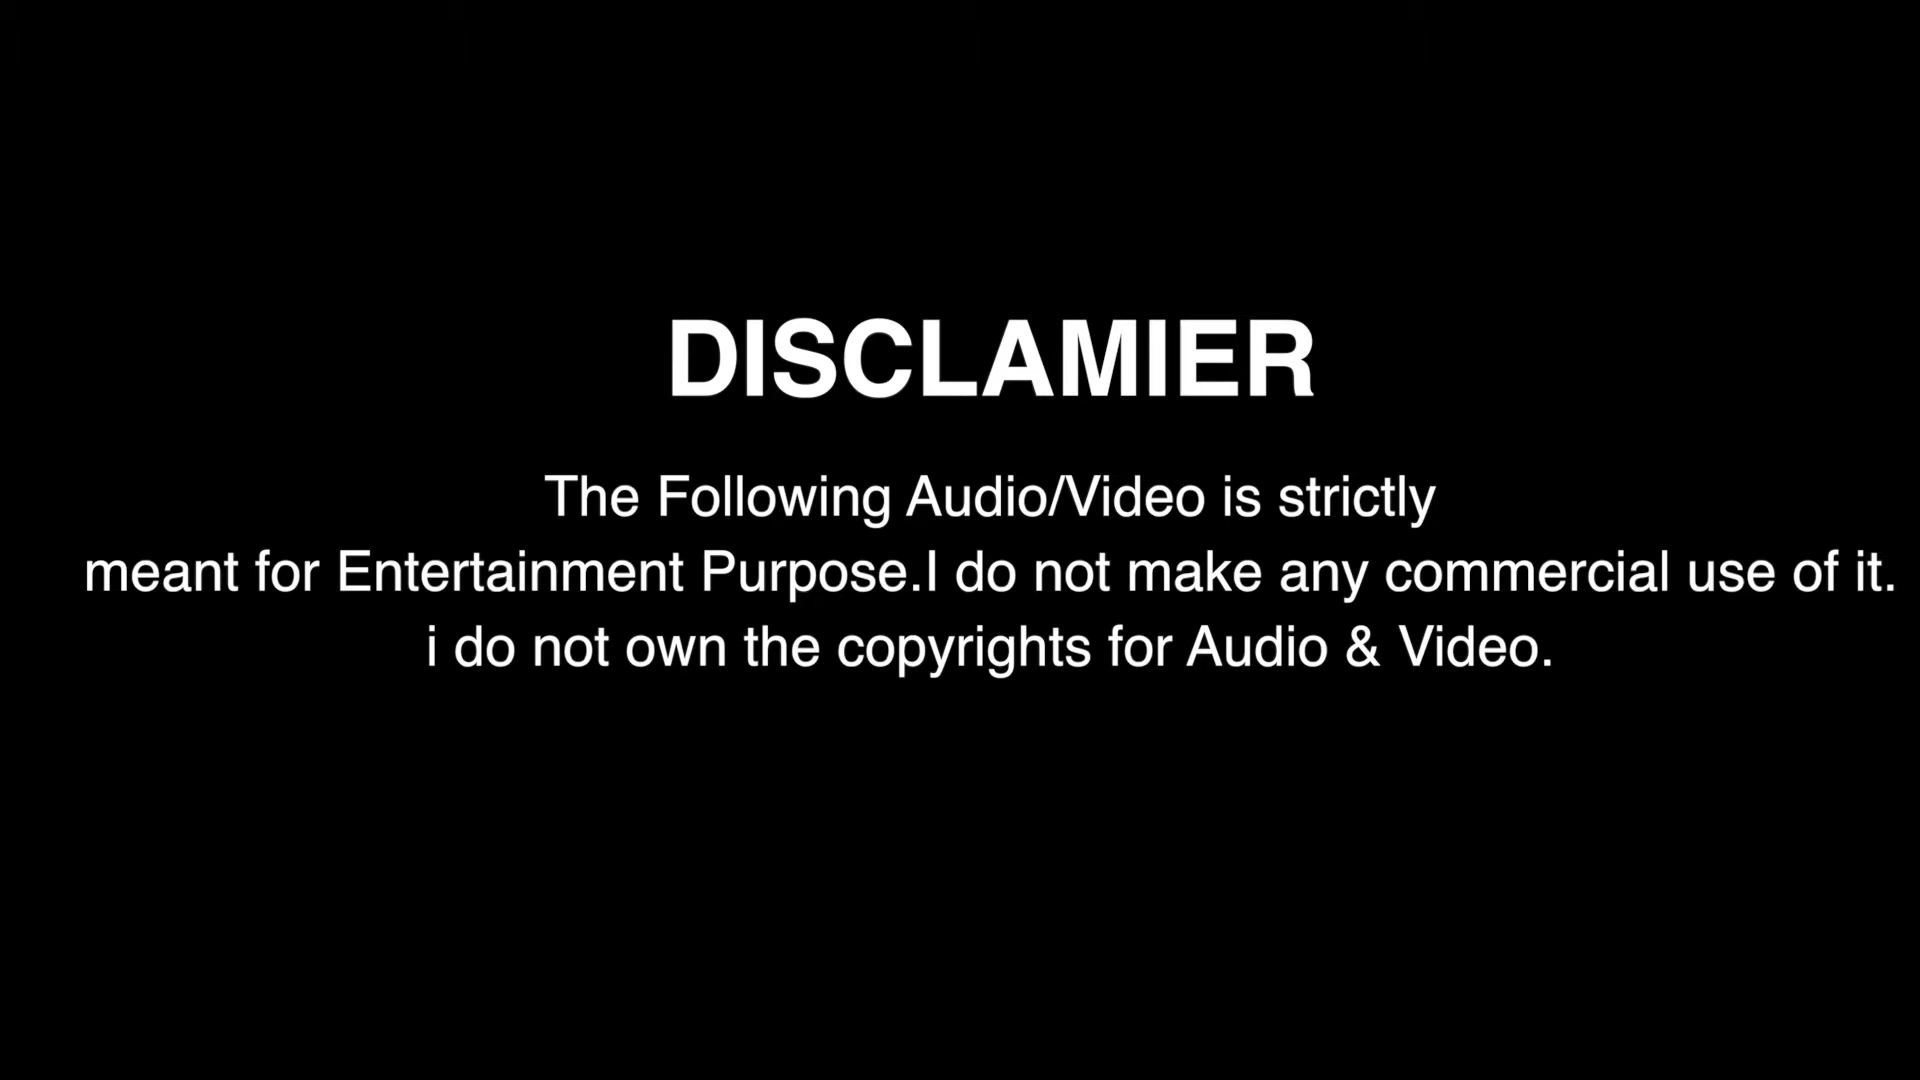 DISCLAMIER
The Following Audio/Video is strictly
meant for Entertainment Purpose.I do not make any commercial use of it.
i do not own the copyrights for Audio & Video.